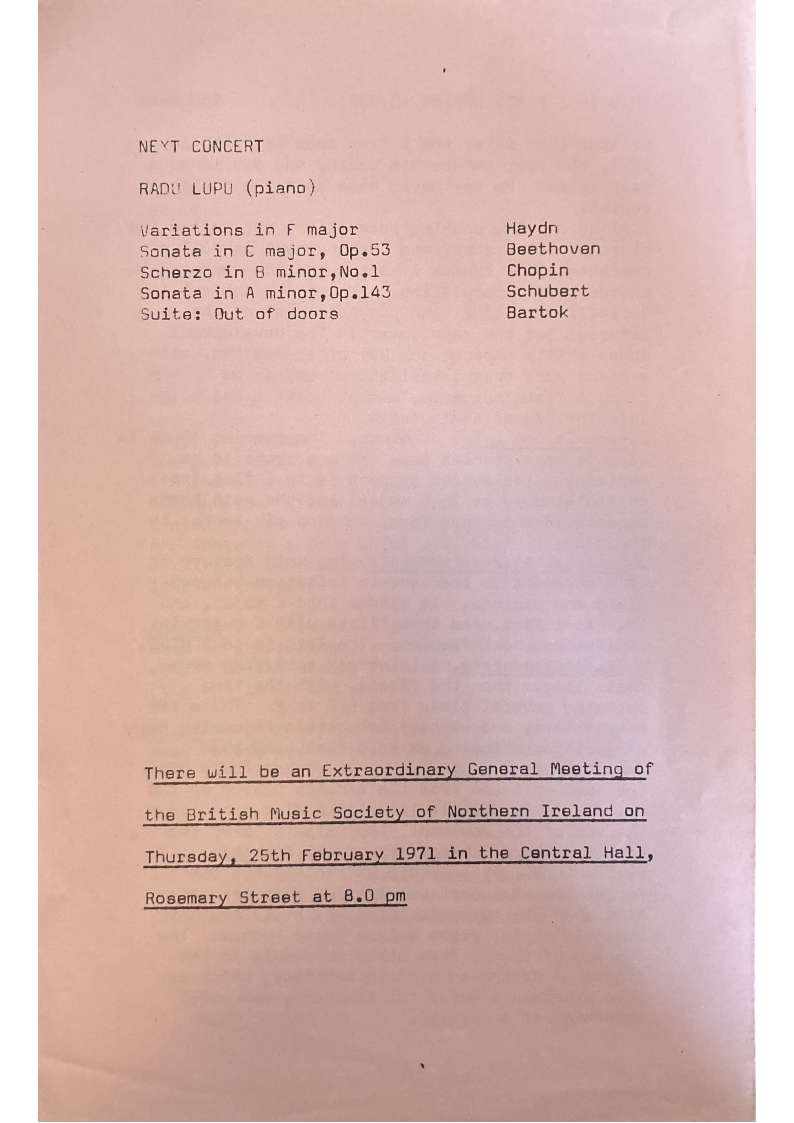 NEXT CONCERT
RADU LUPU (piano)
Variations in F major Haydn
Sonata in C major, Op.53 Beethoven
Scherzo in B minor,No.1 Chopin
Sonata in A minor,Op.143 Schubert
Suite: Out of doors Bartok
There will be an Extraordinary General Meeting of
the British Music Society of Northern Ireland on
Thursday, 25th February 1971 in the Central Hall,
Rosemary Street at 8.0 pm